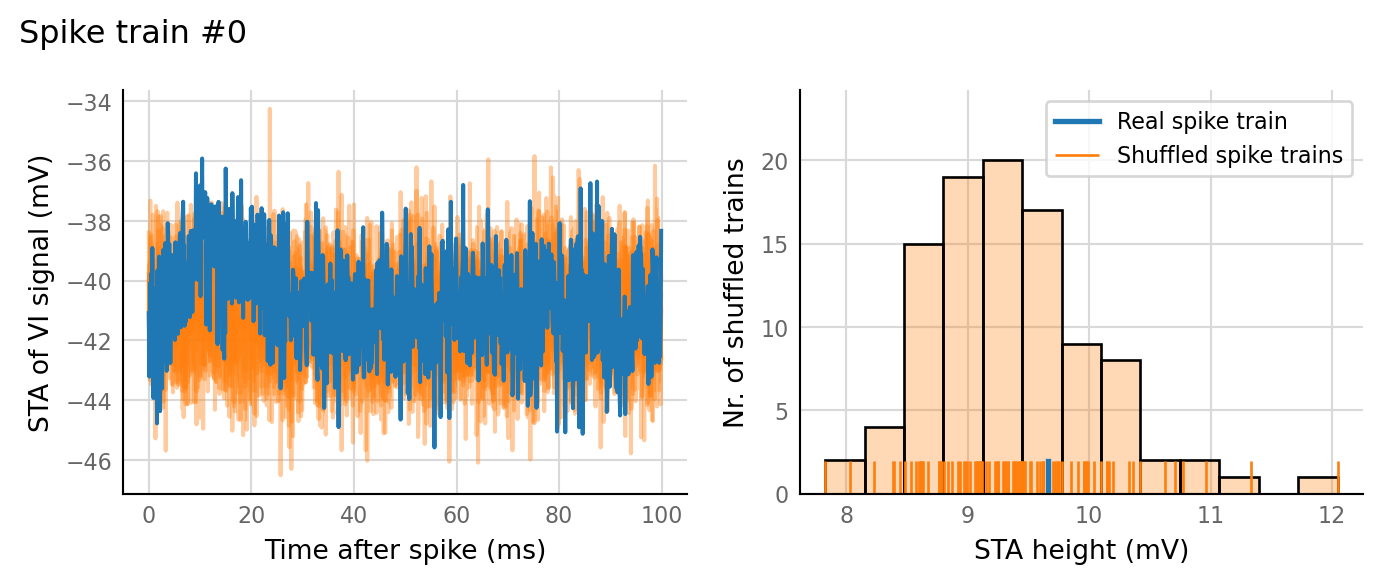 Spike train #0
STA of VI signal (mV)
−34
−36
−38
−40
−42
−44
−46
0 20 40 60 80 100
Time after spike (ms)
Nr. of shuffled trains
20
15
10
5
0
8 9 10 11 12
STA height (mV)
Real spike train
Shuffled spike trains